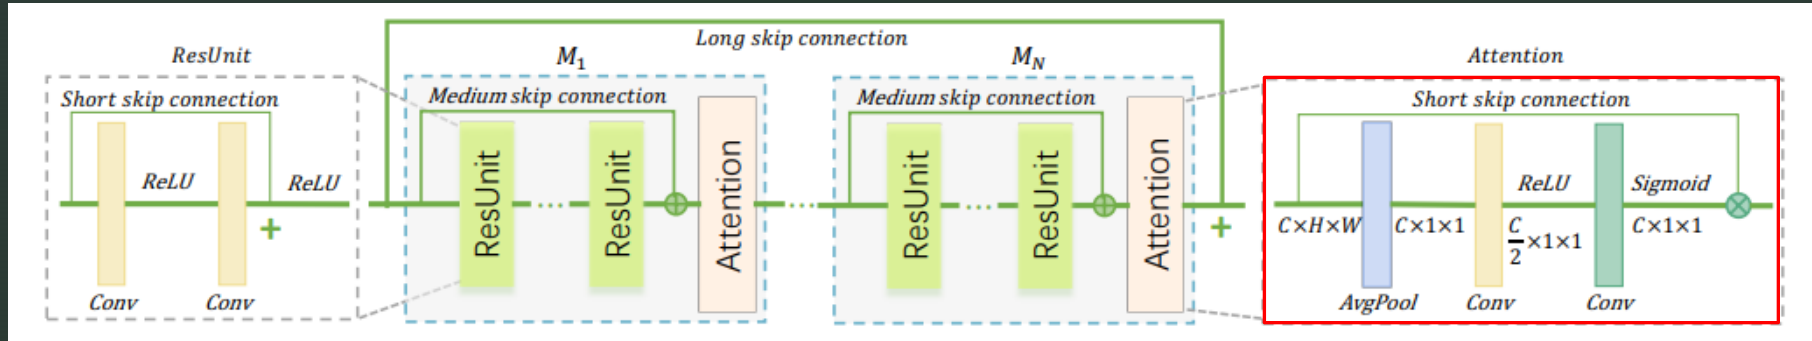 ResUnit
Short skip connection
ReLU
ReLU
+
Conv
Conv
Long skip connection
M₁
Medium skip connection
ResUnit
...
ResUnit
Attention
...
M_N
Medium skip connection
ResUnit
...
ResUnit
Attention
+
Attention
Short skip connection
ReLU
Sigmoid
C×H×W
C×1×1
C/2×1×1
C×1×1
AvgPool
Conv
Conv